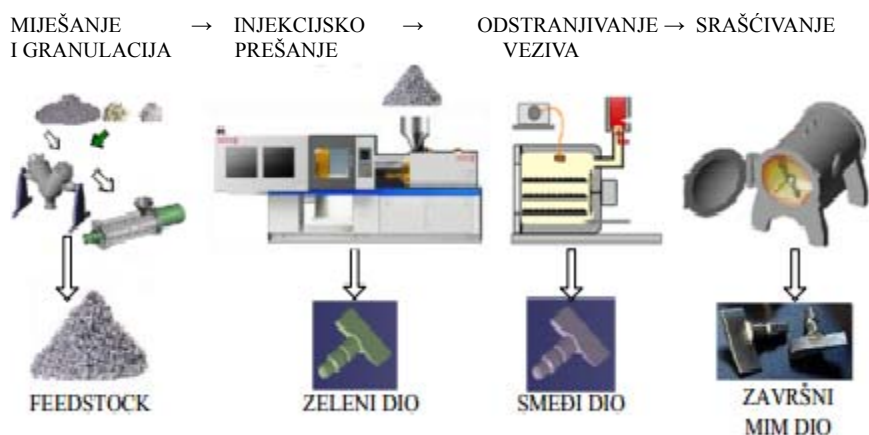 MIJEŠANJE → INJEKCIJSKO → ODSTRANJIVANJE → SRAŠĆIVANJE
I GRANULACIJA PREŠANJE VEZIVA
FEEDSTOCK ZELENI DIO SMEĐI DIO ZAVRŠNI
MIM DIO